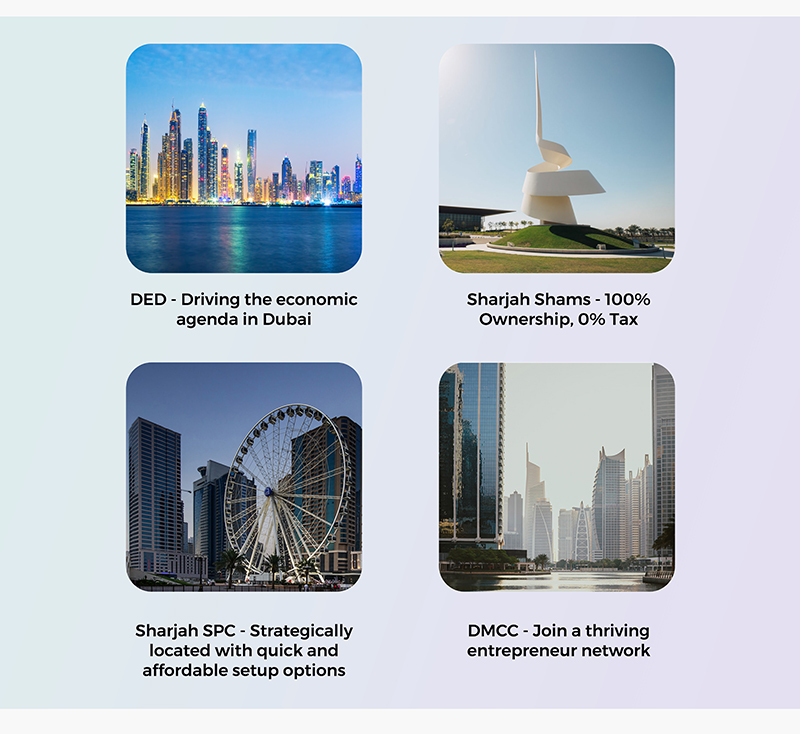 DED - Driving the economic
agenda in Dubai
Sharjah Shams - 100%
Ownership, 0% Tax
Sharjah SPC - Strategically
located with quick and
affordable setup options
DMCC - Join a thriving
entrepreneur network